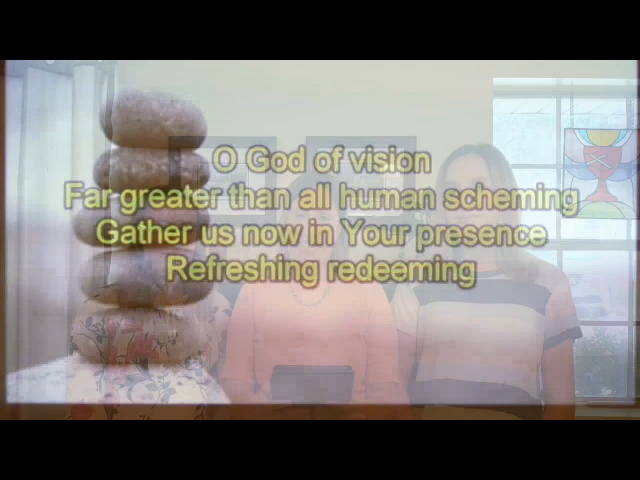 O God of vision
Far greater than all human scheming
Gather us now in Your presence
Refreshing redeeming